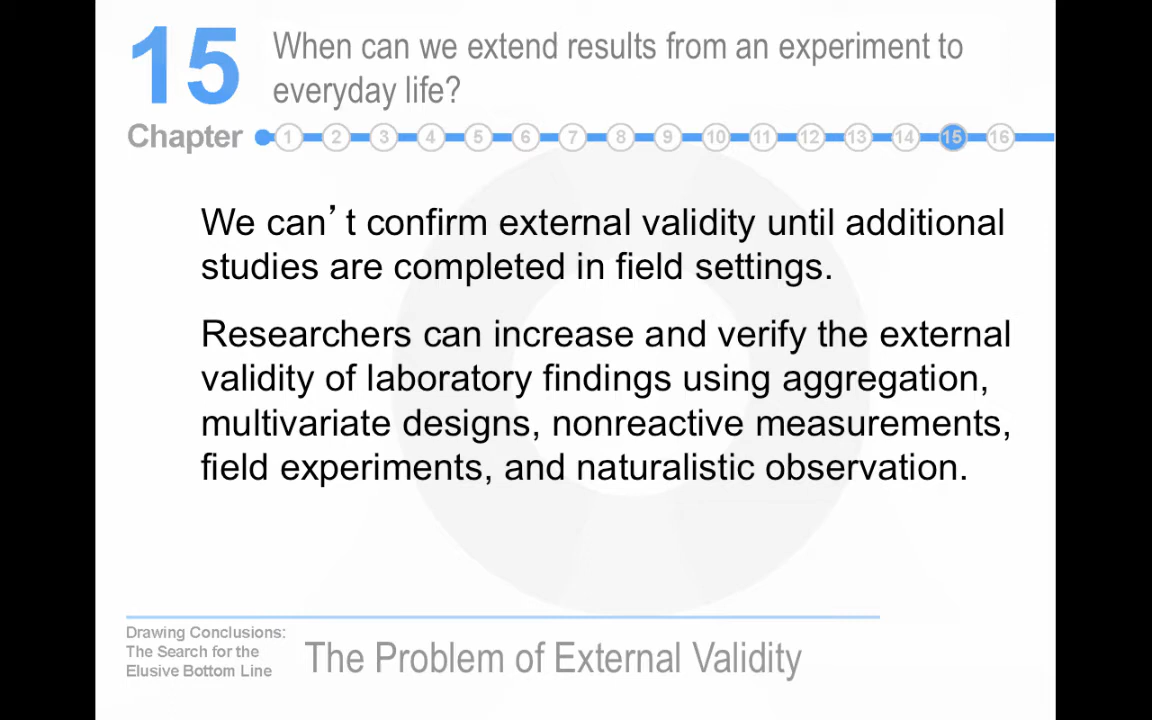 15
When can we extend results from an experiment to
everyday life?
Chapter 1 2 3 4 5 6 7 8 9 10 11 12 13 14 15 16
We can’t confirm external validity until additional
studies are completed in field settings.
Researchers can increase and verify the external
validity of laboratory findings using aggregation,
multivariate designs, nonreactive measurements,
field experiments, and naturalistic observation.
Drawing Conclusions:
The Search for the
Elusive Bottom Line
The Problem of External Validity